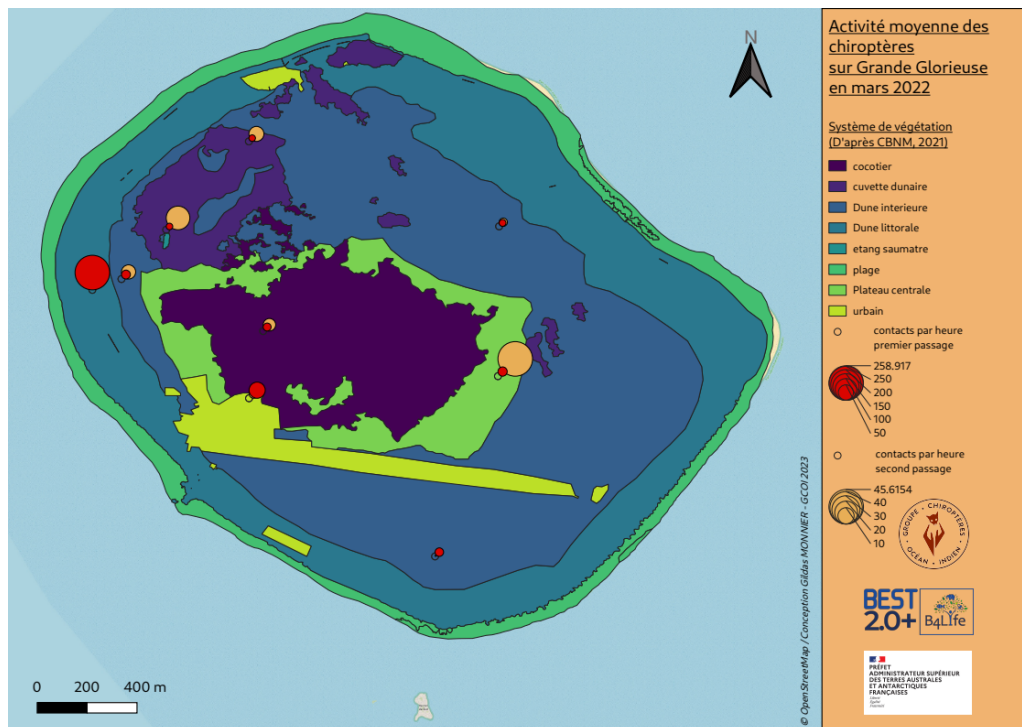 Activité moyenne des
chiroptères
sur Grande Glorieuse
en mars 2022
Système de végétation
(D'après CBNM, 2021)
cocotier
cuvette dunaire
Dune interieure
Dune littorale
etang saumatre
plage
Plateau centrale
urbain
contacts par heure
premier passage
258.917
250
200
150
100
50
contacts par heure
second passage
45.6154
40
30
20
10
GROUPE • CHIROPTÈRES
OCÉAN • INDIEN
BEST
2.0+
B4LIfe
PRÉFET
ADMINISTRATEUR SUPÉRIEUR
DES TERRES AUSTRALES
ET ANTARCTIQUES
FRANÇAISES
N
0 200 400 m
© OpenStreetMap / Conception Gildas MONNIER - GCOI 2023